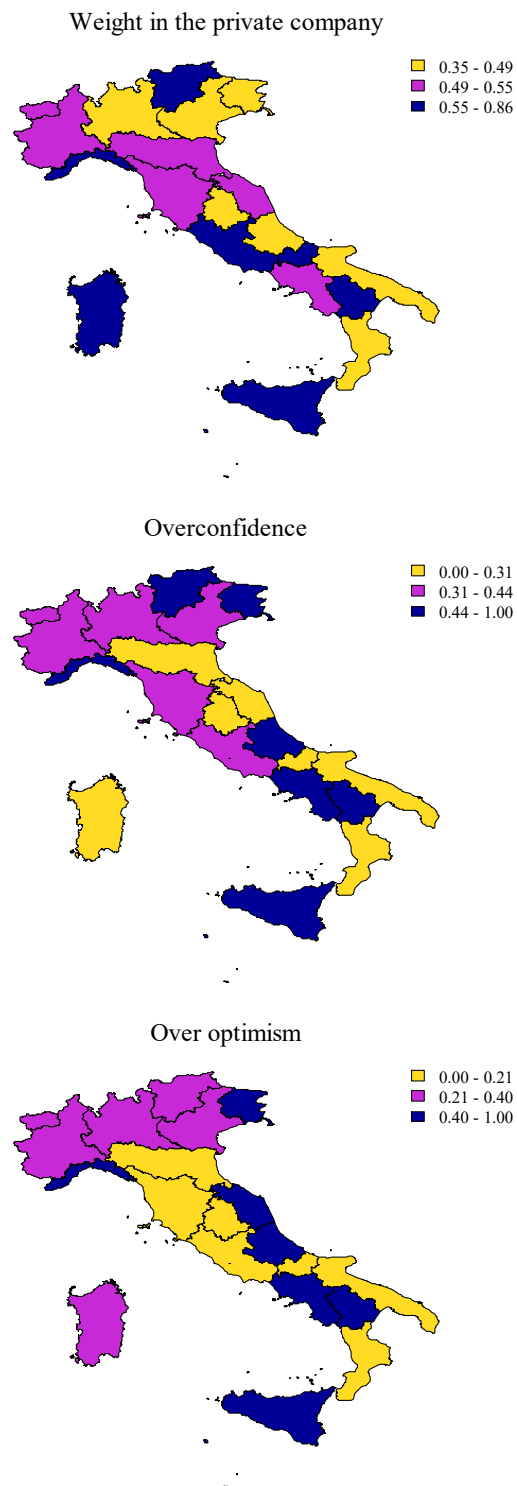 Weight in the private company
0.35 - 0.49
0.49 - 0.55
0.55 - 0.86
Overconfidence
0.00 - 0.31
0.31 - 0.44
0.44 - 1.00
Over optimism
0.00 - 0.21
0.21 - 0.40
0.40 - 1.00